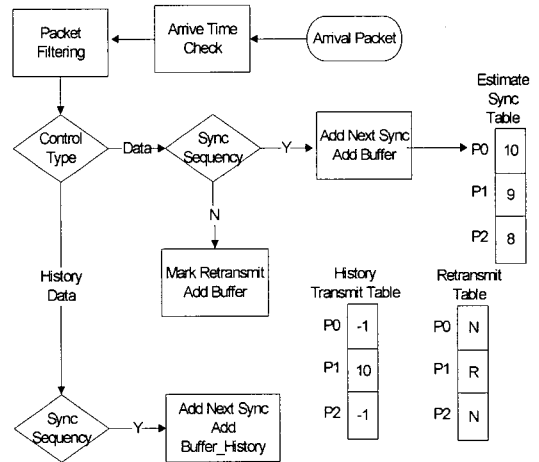 Packet
Filtering
Arrive Time
Check
Arrival Packet
Estimate
Sync
Table
Control
Type
Data
Sync
Sequency
Y
Add Next Sync
Add Buffer
P0 10
P1 9
P2 8
N
Mark Retransmit
Add Buffer
History
Data
History
Transmit Table
P0 -1
P1 10
P2 -1
Retransmit
Table
P0 N
P1 R
P2 N
Sync
Sequency
Y
Add Next Sync
Add
Buffer_History